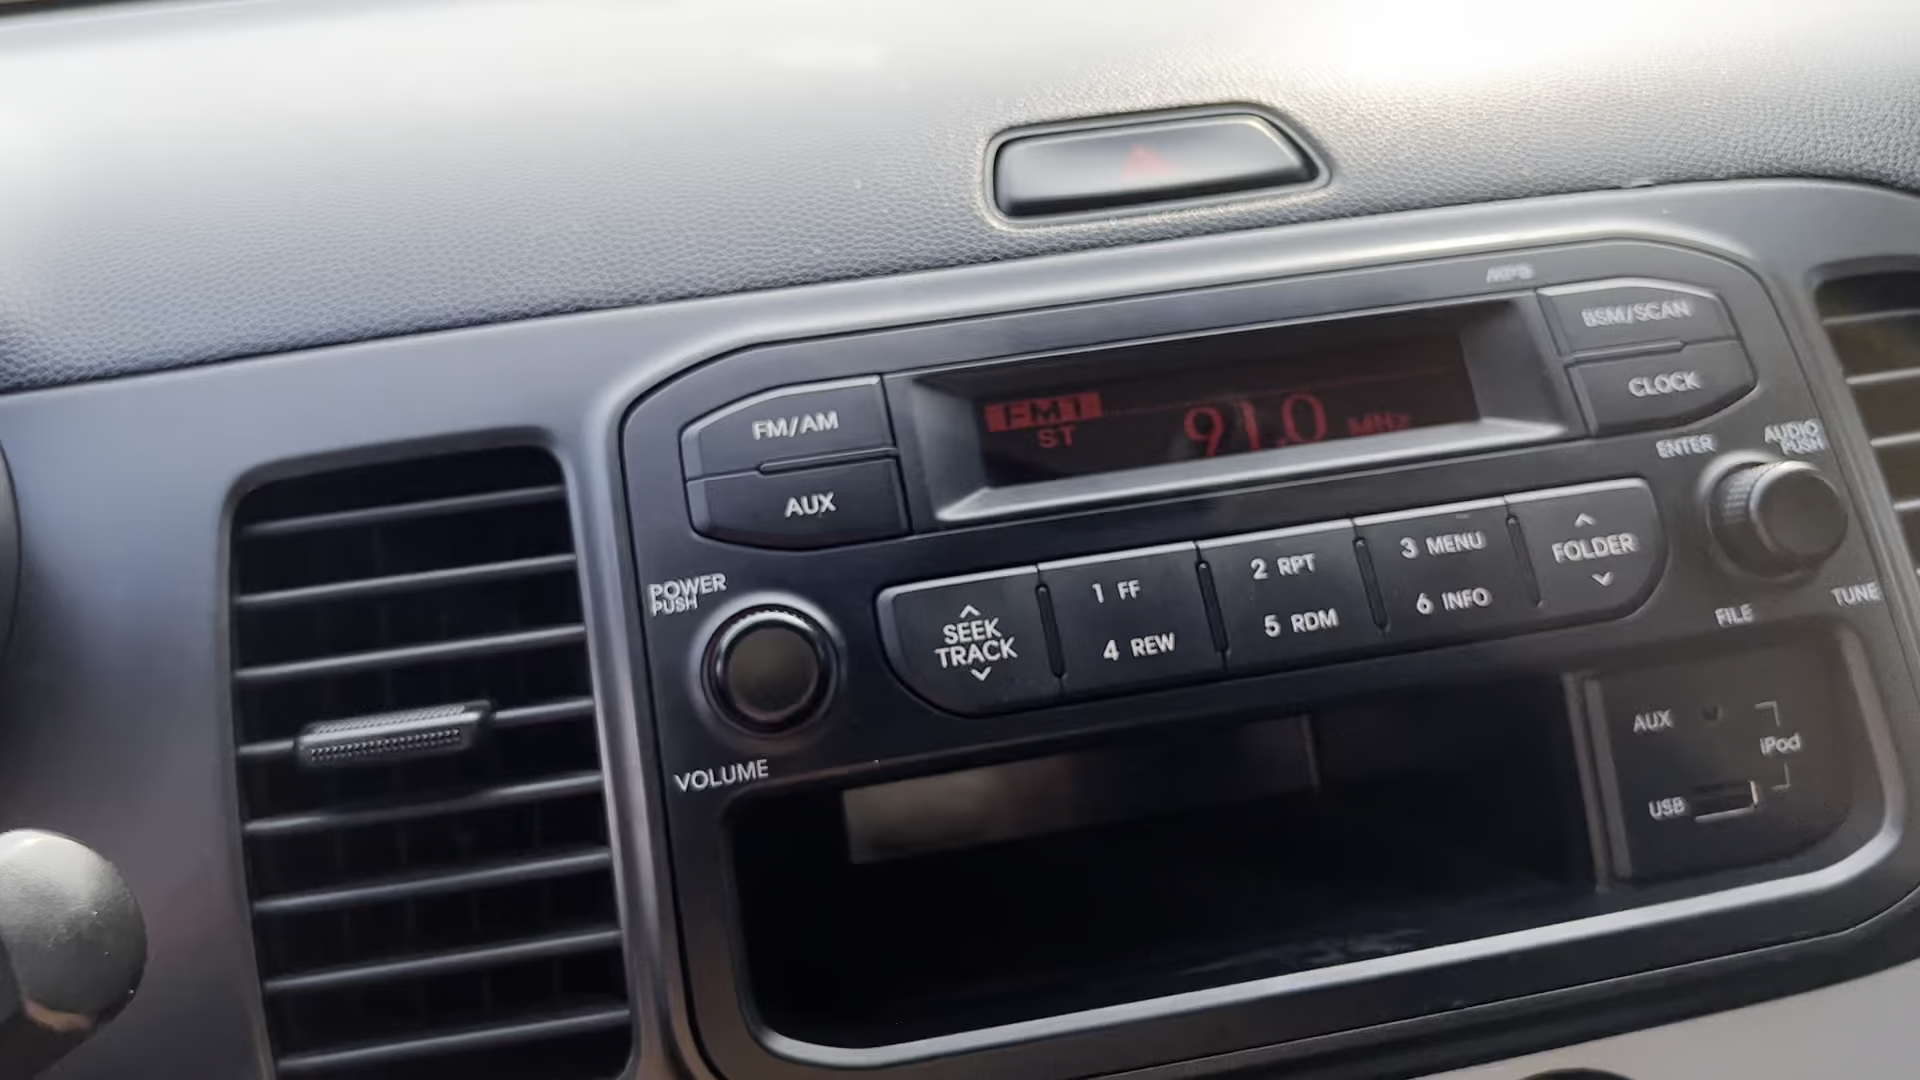 MP3
BSM/SCAN
FM/AM
FM1
ST
91.0 MHz
CLOCK
AUX
ENTER
AUDIO
PUSH
POWER
PUSH
SEEK
TRACK
1 FF
2 RPT
3 MENU
FOLDER
4 REW
5 RDM
6 INFO
FILE
TUNE
VOLUME
AUX
iPod
USB